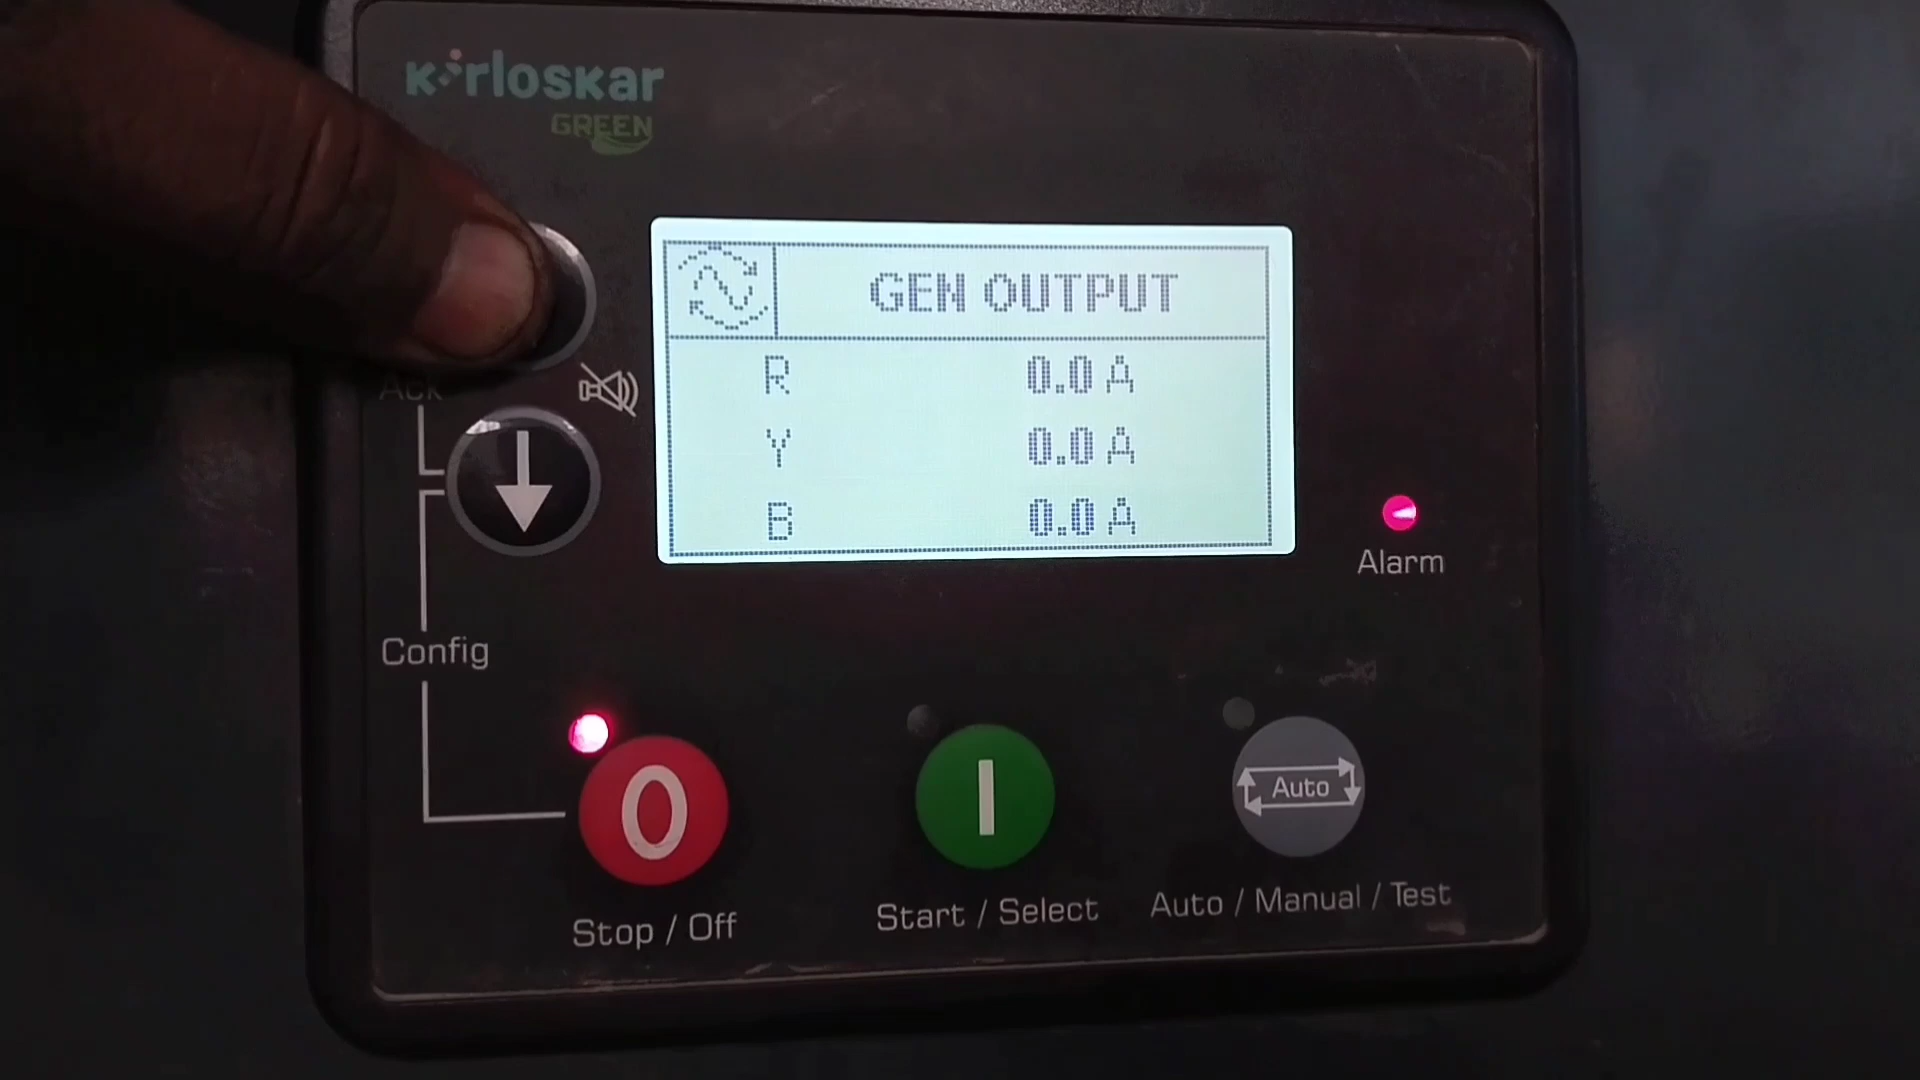 Kirloskar
GREEN
GEN OUTPUT
R 0.0 A
Y 0.0 A
B 0.0 A
Ack
Alarm
Config
0
I
Auto
Stop / Off
Start / Select
Auto / Manual / Test